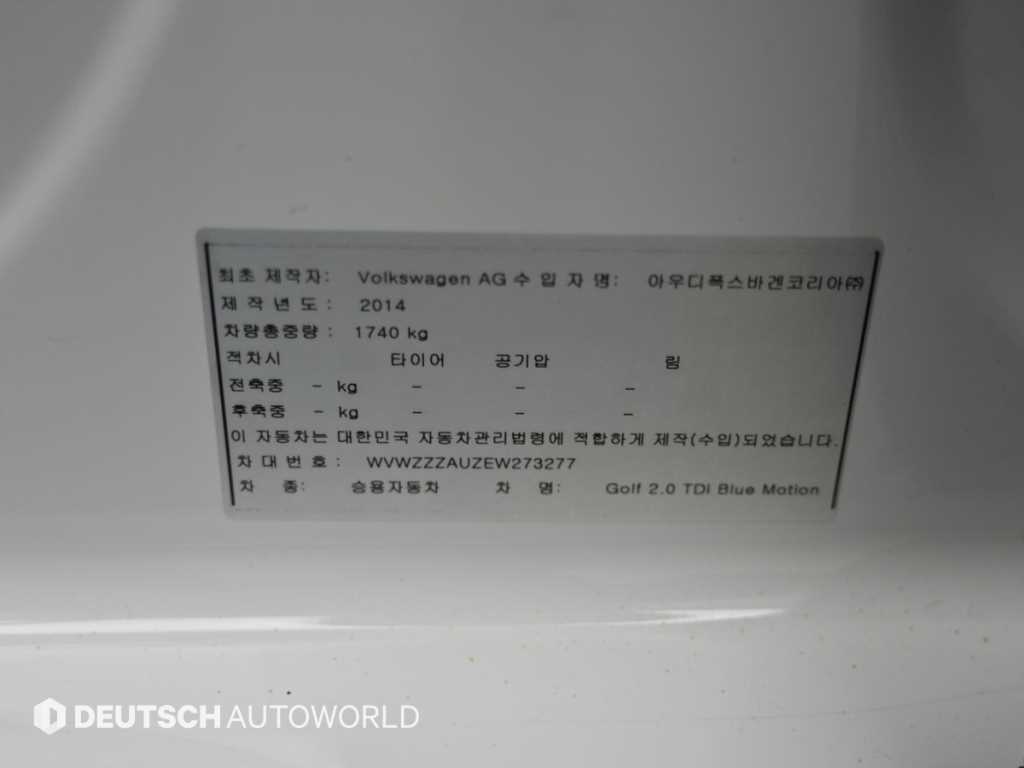 최초 제작자: Volkswagen AG 수 입 자 명: 아우디폭스바겐코리아㈜
제 작 년 도 : 2014
차량총중량 : 1740 kg
적차시 타이어 공기압 림
전축중 - kg - - -
후축중 - kg - - -
이 자동차는 대한민국 자동차관리법령에 적합하게 제작(수입)되었습니다.
차 대 번 호 : WVWZZZAUZEW273277
차 종: 승용자동차 차 명: Golf 2.0 TDI Blue Motion
DEUTSCH AUTOWORLD